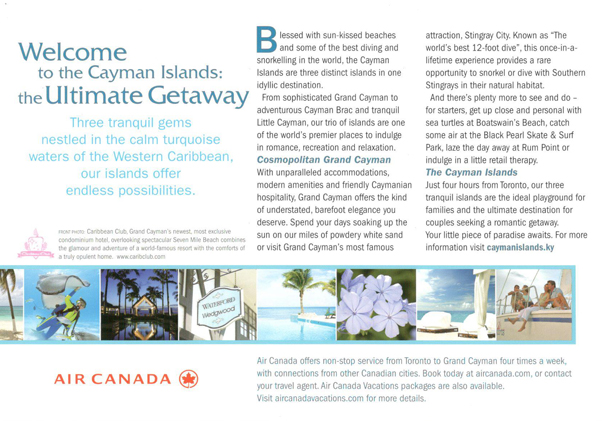 Welcome
to the Cayman Islands:
the Ultimate Getaway
Three tranquil gems
nestled in the calm turquoise
waters of the Western Caribbean,
our islands offer
endless possibilities.
FRONT PHOTO: Caribbean Club, Grand Cayman's newest, most exclusive
condominium hotel, overlooking spectacular Seven Mile Beach combines
the glamour and adventure of a world-famous resort with the comforts of
a truly opulent home. www.caribclub.com
Blessed with sun-kissed beaches
and some of the best diving and
snorkelling in the world, the Cayman
Islands are three distinct islands in one
idyllic destination.
From sophisticated Grand Cayman to
adventurous Cayman Brac and tranquil
Little Cayman, our trio of islands are one
of the world's premier places to indulge
in romance, recreation and relaxation.
Cosmopolitan Grand Cayman
With unparalleled accommodations,
modern amenities and friendly Caymanian
hospitality, Grand Cayman offers the kind
of understated, barefoot elegance you
deserve. Spend your days soaking up the
sun on our miles of powdery white sand
or visit Grand Cayman's most famous
attraction, Stingray City. Known as “The
world's best 12-foot dive”, this once-in-a-
lifetime experience provides a rare
opportunity to snorkel or dive with Southern
Stingrays in their natural habitat.
And there's plenty more to see and do –
for starters, get up close and personal with
sea turtles at Boatswain's Beach, catch
some air at the Black Pearl Skate & Surf
Park, laze the day away at Rum Point or
indulge in a little retail therapy.
The Cayman Islands
Just four hours from Toronto, our three
tranquil islands are the ideal playground for
families and the ultimate destination for
couples seeking a romantic getaway.
Your little piece of paradise awaits. For more
information visit caymanislands.ky
WATERFORD
Wedgwood
AIR CANADA
Air Canada offers non-stop service from Toronto to Grand Cayman four times a week,
with connections from other Canadian cities. Book today at aircanada.com, or contact
your travel agent. Air Canada Vacations packages are also available.
Visit aircanadavacations.com for more details.